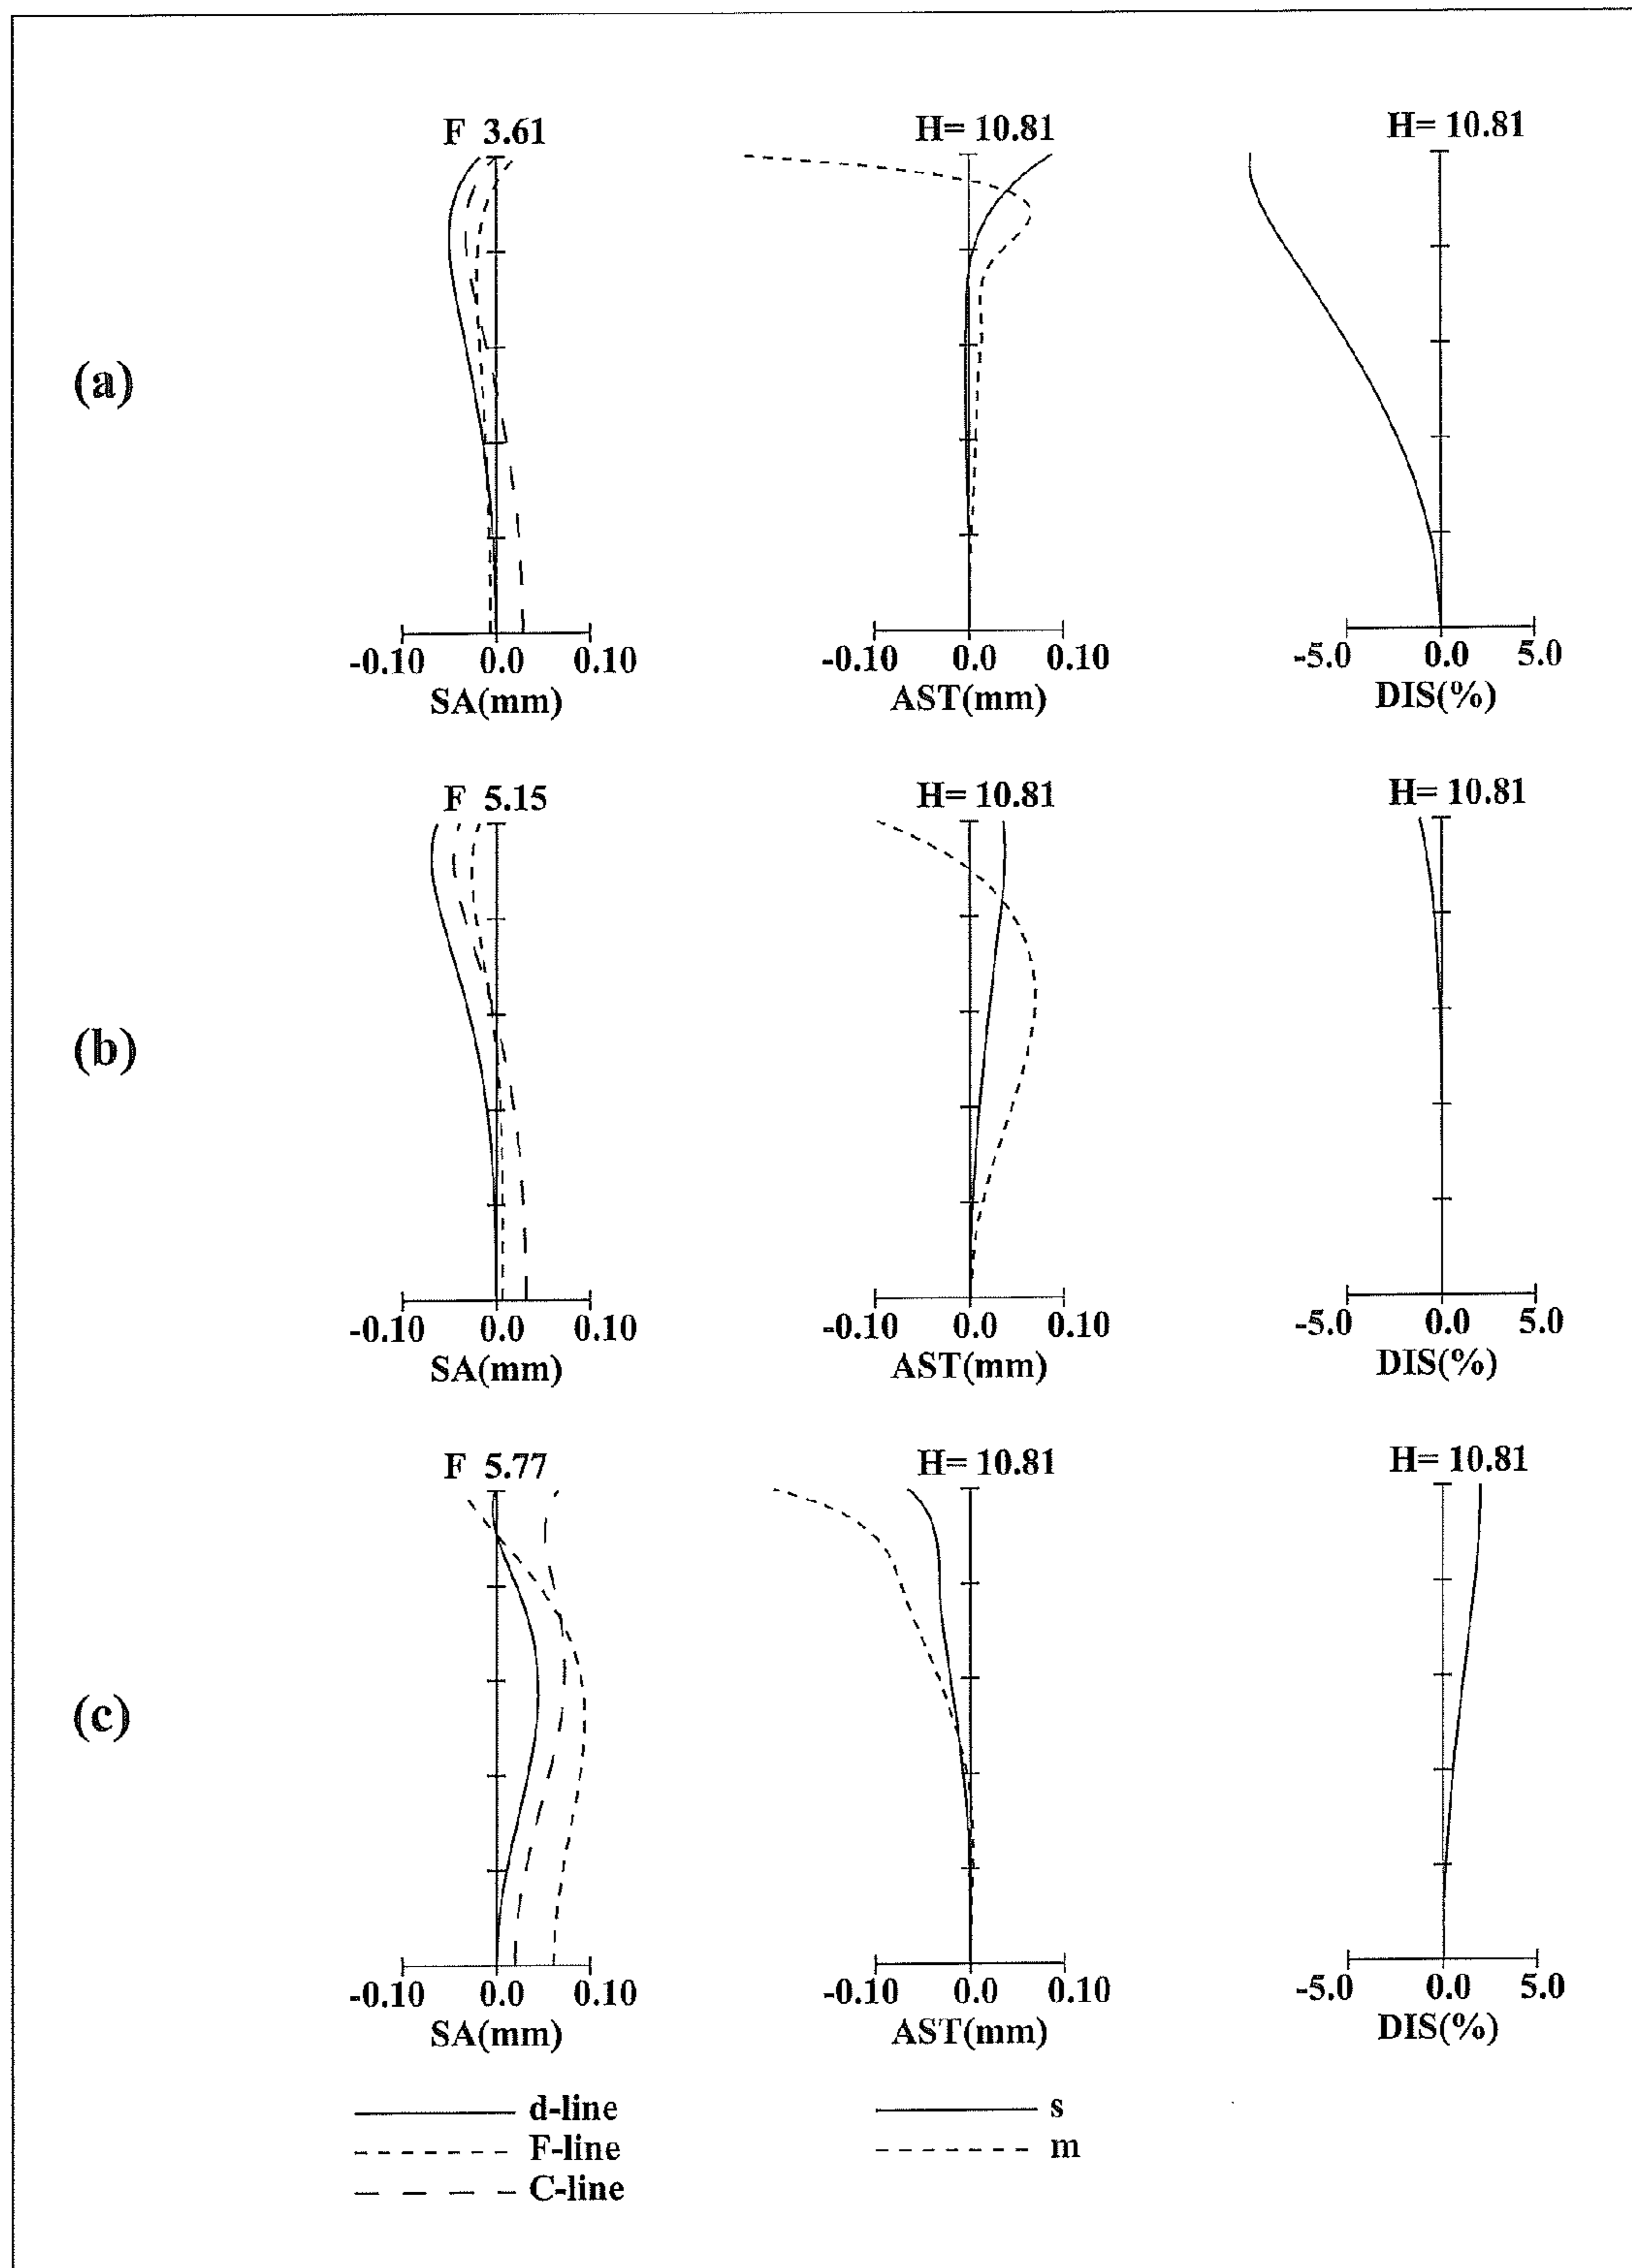 F 3.61
H= 10.81
H= 10.81
(a)
-0.10 0.0 0.10
SA(mm)
-0.10 0.0 0.10
AST(mm)
-5.0 0.0 5.0
DIS(%)
F 5.15
H= 10.81
H= 10.81
(b)
-0.10 0.0 0.10
SA(mm)
-0.10 0.0 0.10
AST(mm)
-5.0 0.0 5.0
DIS(%)
F 5.77
H= 10.81
H= 10.81
(c)
-0.10 0.0 0.10
SA(mm)
-0.10 0.0 0.10
AST(mm)
-5.0 0.0 5.0
DIS(%)
d-line
F-line
C-line
s
m